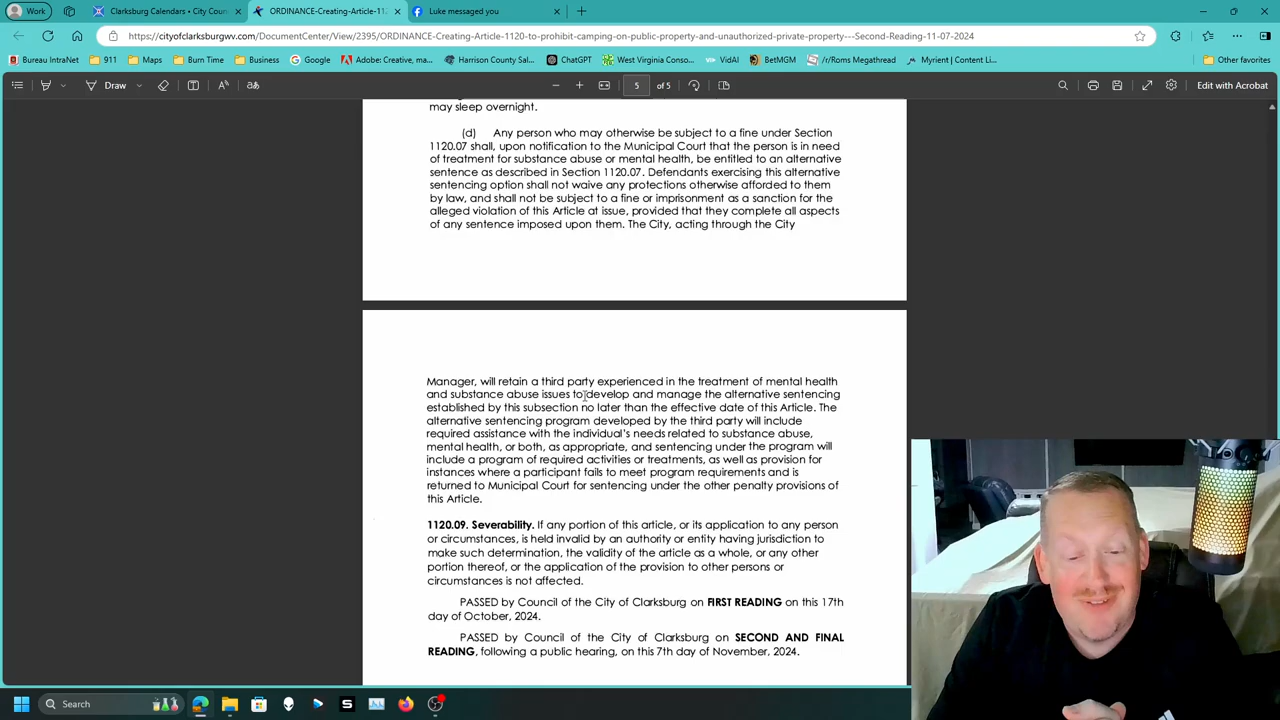 Work
Clarksburg Calendars • City Coun
ORDINANCE-Creating-Article-112
Luke messaged you
https://cityofclarksburgwv.com/DocumentCenter/View/2395/ORDINANCE-Creating-Article-1120-to-prohibit-camping-on-public-property-and-unauthorized-private-property---Second-Reading-11-07-2024
Bureau IntraNet
911
Maps
Burn Time
Business
Google
Adobe: Creative, ma...
Harrison County Sal...
ChatGPT
West Virginia Conso...
VidAI
BetMGM
/r/Roms Megathread
Myrient | Content Li...
Other favorites
Draw
5 of 5
Edit with Acrobat
may sleep overnight.
(d) Any person who may otherwise be subject to a fine under Section
1120.07 shall, upon notification to the Municipal Court that the person is in need
of treatment for substance abuse or mental health, be entitled to an alternative
sentence as described in Section 1120.07. Defendants exercising this alternative
sentencing option shall not waive any protections otherwise afforded to them
by law, and shall not be subject to a fine or imprisonment as a sanction for the
alleged violation of this Article at issue, provided that they complete all aspects
of any sentence imposed upon them. The City, acting through the City
Manager, will retain a third party experienced in the treatment of mental health
and substance abuse issues to develop and manage the alternative sentencing
established by this subsection no later than the effective date of this Article. The
alternative sentencing program developed by the third party will include
required assistance with the individual's needs related to substance abuse,
mental health, or both, as appropriate, and sentencing under the program will
include a program of required activities or treatments, as well as provision for
instances where a participant fails to meet program requirements and is
returned to Municipal Court for sentencing under the other penalty provisions of
this Article.
1120.09. Severability. If any portion of this article, or its application to any person
or circumstances, is held invalid by an authority or entity having jurisdiction to
make such determination, the validity of the article as a whole, or any other
portion thereof, or the application of the provision to other persons or
circumstances is not affected.
PASSED by Council of the City of Clarksburg on FIRST READING on this 17th
day of October, 2024.
PASSED by Council of the City of Clarksburg on SECOND AND FINAL
READING, following a public hearing, on this 7th day of November, 2024.
Search